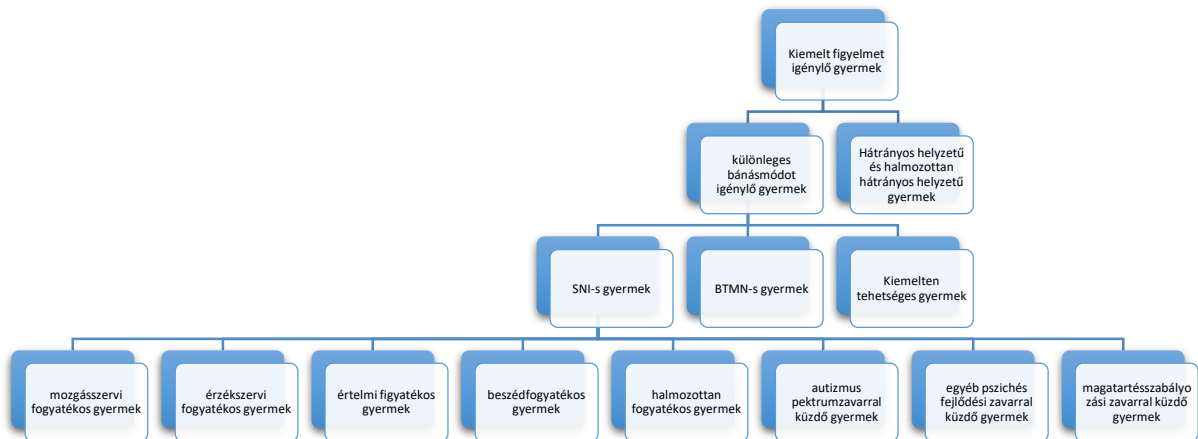 Kiemelt figyelmet
igénylő gyermek
különleges
bánásmódot
igénylő gyermek
Hátrányos helyzetű
és halmozottan
hátrányos helyzetű
gyermek
SNI-s gyermek
BTMN-s gyermek
Kiemelten
tehetséges gyermek
mozgásszervi
fogyatékos gyermek
érzékszervi
fogyatékos gyermek
értelmi figyatékos
gyermek
beszédfogyatékos
gyermek
halmozottan
fogyatékos gyermek
autizmus
pektrumzavarral
küzdő gyermek
egyéb pszichés
fejlődési zavarral
küzdő gyermek
magatartésszabályo
zási zavarral küzdő
gyermek